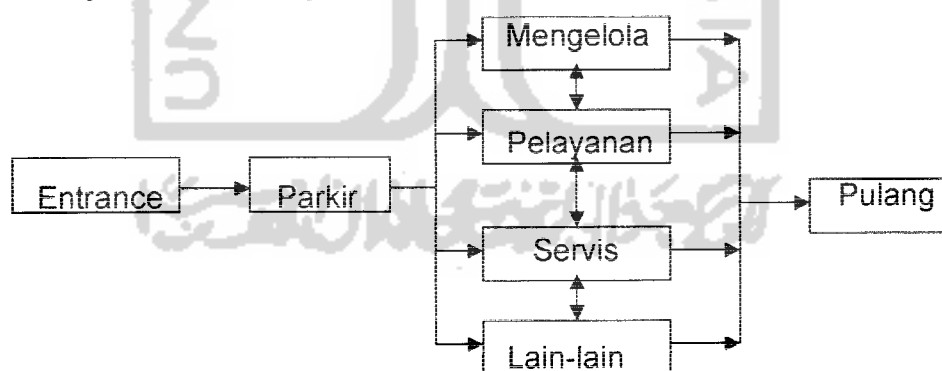 Mengelola
Pelayanan
Entrance
Parkir
Pulang
Servis
Lain-lain